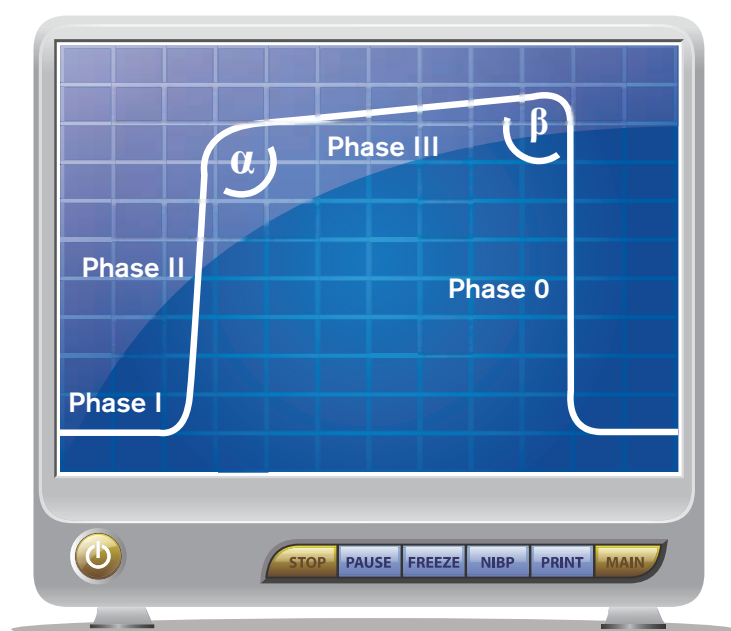 β
α
Phase III
Phase II
Phase 0
Phase I
STOP PAUSE FREEZE NIBP PRINT MAIN